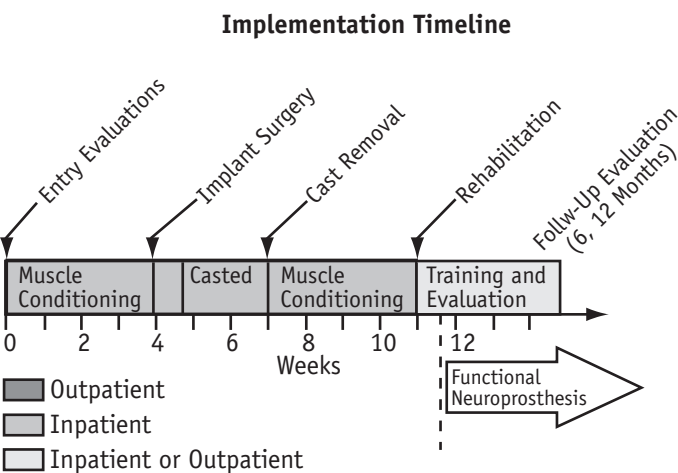 Implementation Timeline
Entry Evaluations
Implant Surgery
Cast Removal
Rehabilitation
Follw-Up Evaluation
(6, 12 Months)
Muscle
Conditioning
Casted
Muscle
Conditioning
Training and
Evaluation
0 2 4 6 8 10 12
Weeks
Functional
Neuroprosthesis
Outpatient
Inpatient
Inpatient or Outpatient